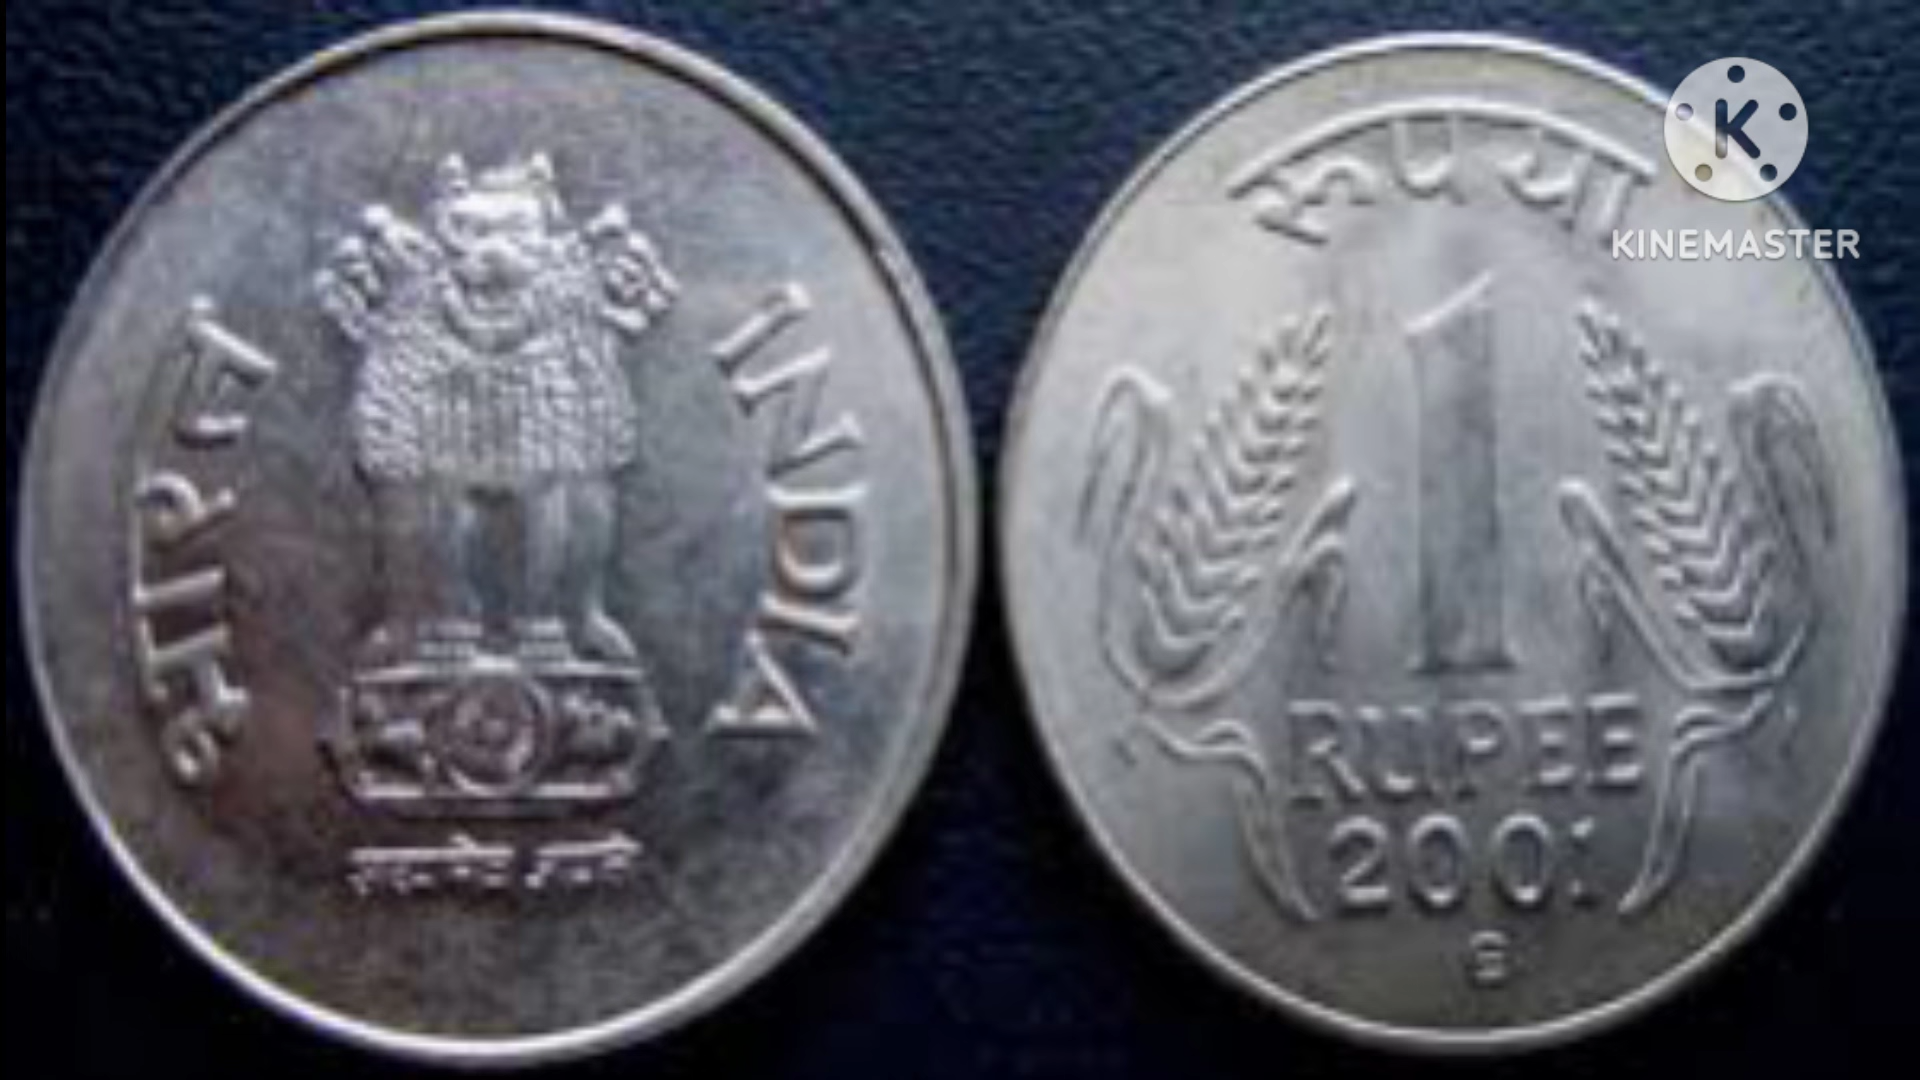 भारत
INDIA
सत्यमेव जयते
रुपया
1
RUPEE
2001
S
K
KINEMASTER